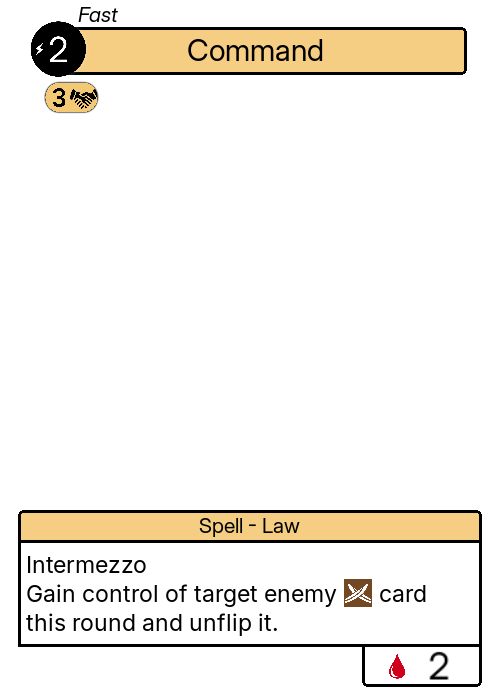 Fast
2
Command
3
Spell - Law
Intermezzo
Gain control of target enemy card
this round and unflip it.
2